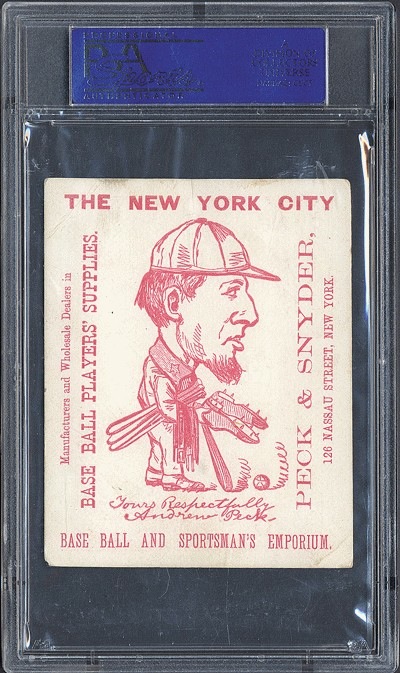 PSA
THE NEW YORK CITY
Manufacturers and Wholesale Dealers in
BASE BALL PLAYERS' SUPPLIES.
PECK & SNYDER,
126 NASSAU STREET, NEW YORK.
Yours Respectfully
Andrew Peck.
BASE BALL AND SPORTSMAN'S EMPORIUM.